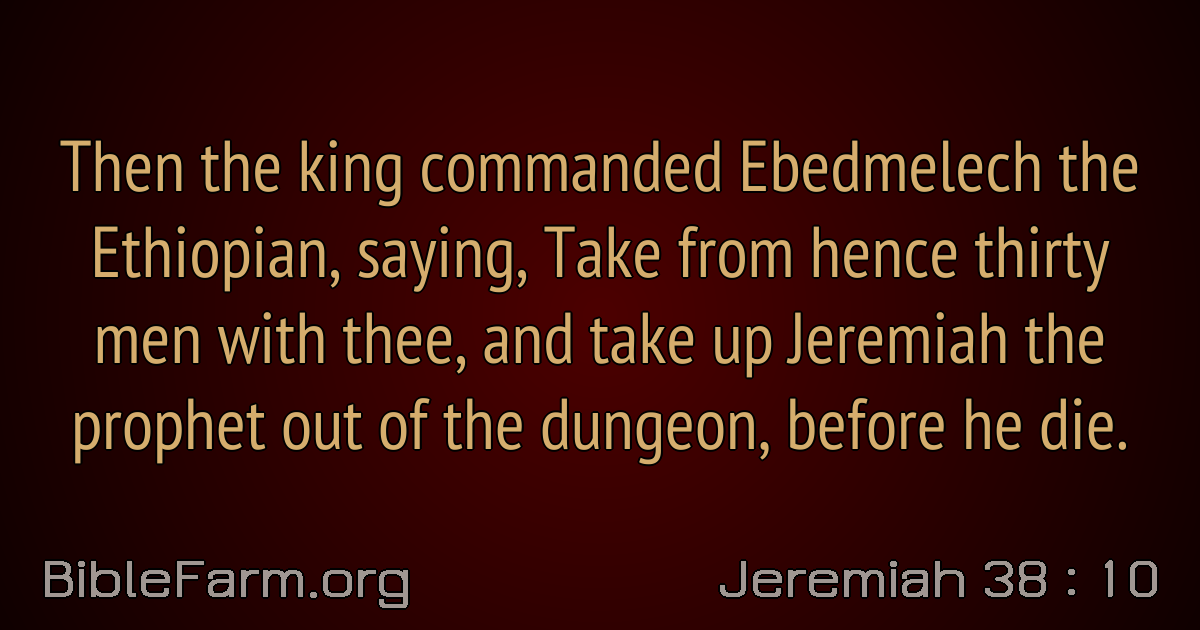 Then the king commanded Ebedmelech the
Ethiopian, saying, Take from hence thirty
men with thee, and take up Jeremiah the
prophet out of the dungeon, before he die.
BibleFarm.org
Jeremiah 38 : 10